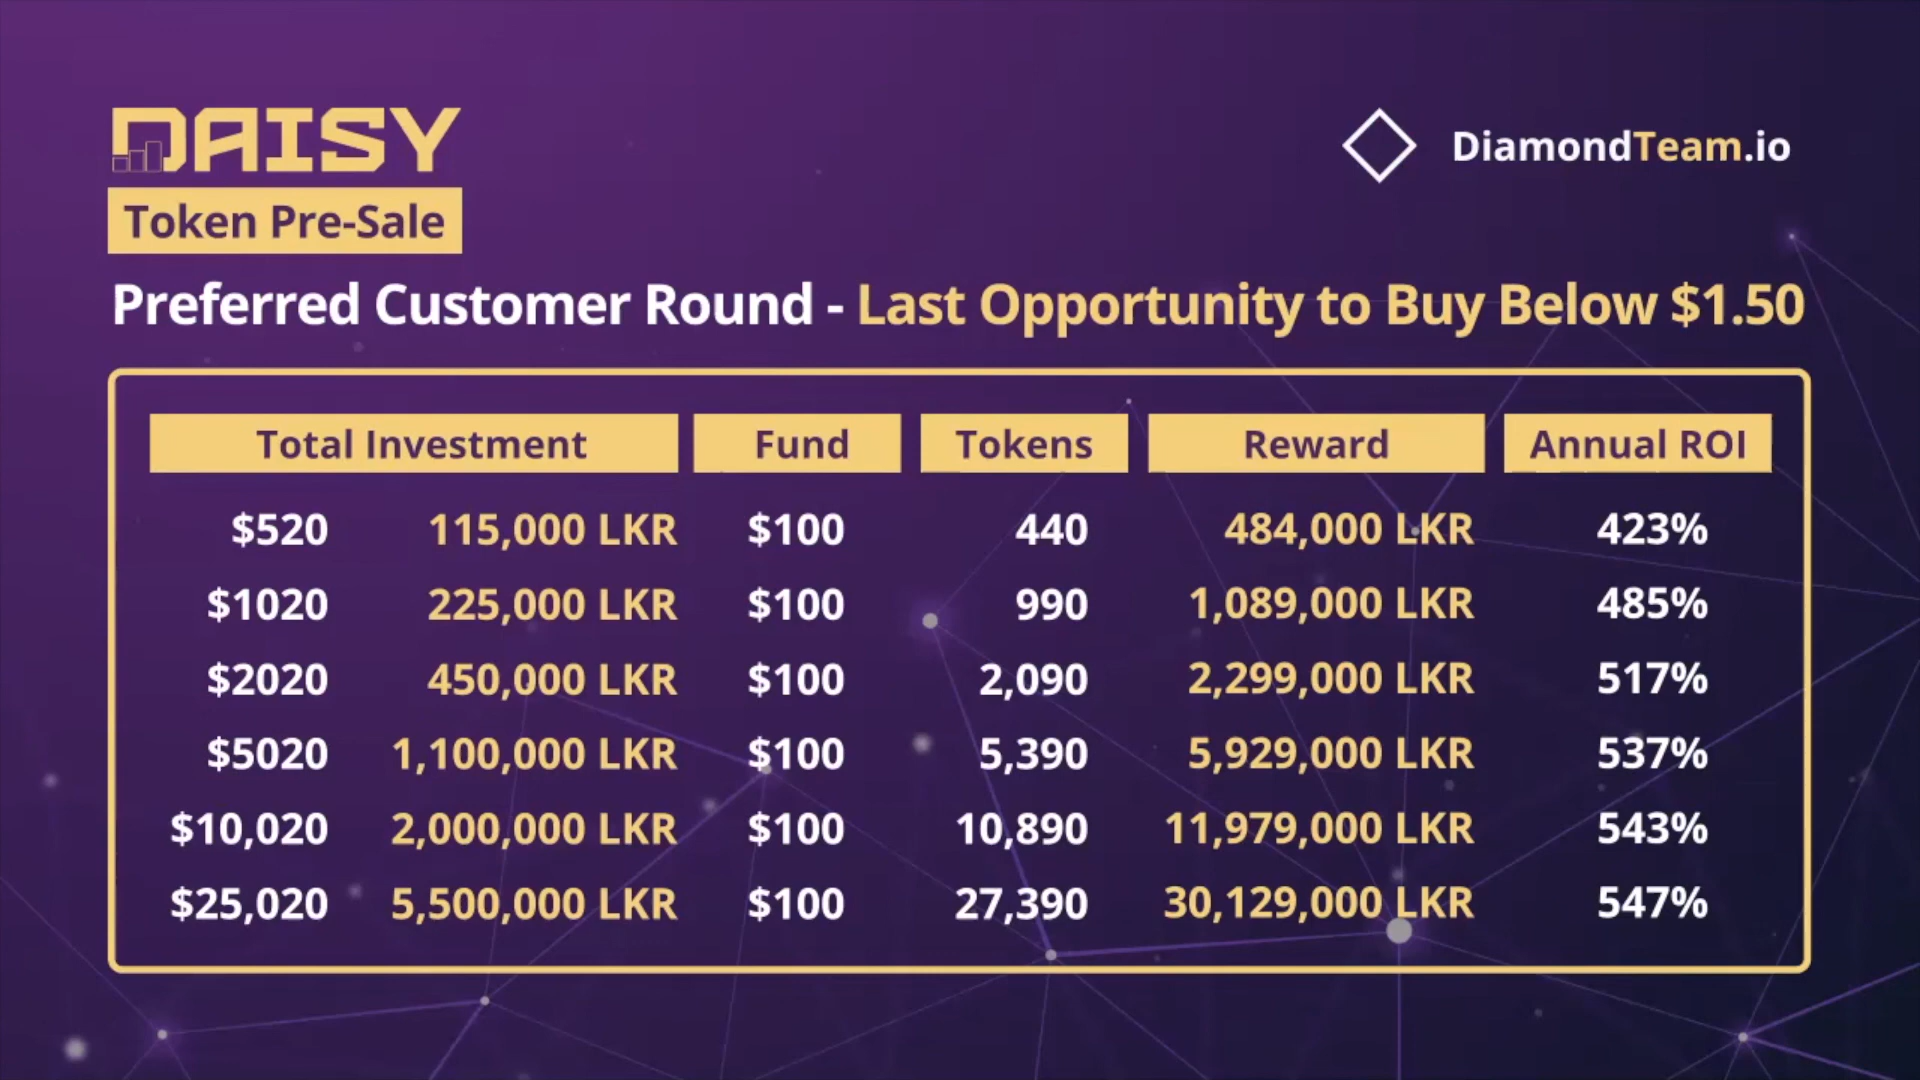 DAISY
Token Pre-Sale
DiamondTeam.io
Preferred Customer Round - Last Opportunity to Buy Below $1.50
Total Investment Fund Tokens Reward Annual ROI
$520 115,000 LKR $100 440 484,000 LKR 423%
$1020 225,000 LKR $100 990 1,089,000 LKR 485%
$2020 450,000 LKR $100 2,090 2,299,000 LKR 517%
$5020 1,100,000 LKR $100 5,390 5,929,000 LKR 537%
$10,020 2,000,000 LKR $100 10,890 11,979,000 LKR 543%
$25,020 5,500,000 LKR $100 27,390 30,129,000 LKR 547%